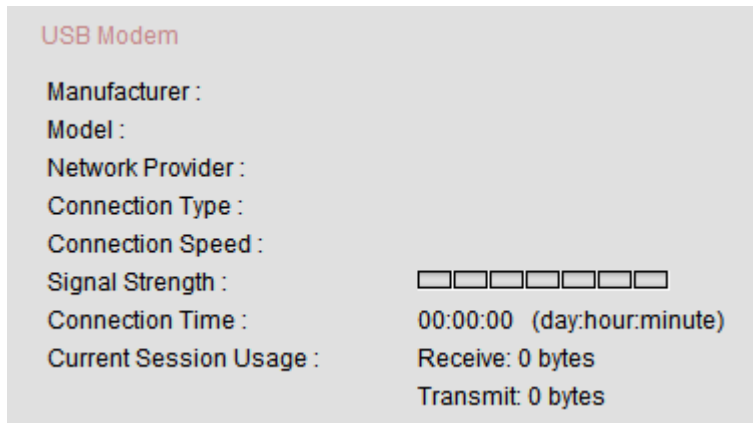 USB Modem
Manufacturer :
Model :
Network Provider :
Connection Type :
Connection Speed :
Signal Strength :
Connection Time : 00:00:00 (day:hour:minute)
Current Session Usage : Receive: 0 bytes
Transmit: 0 bytes